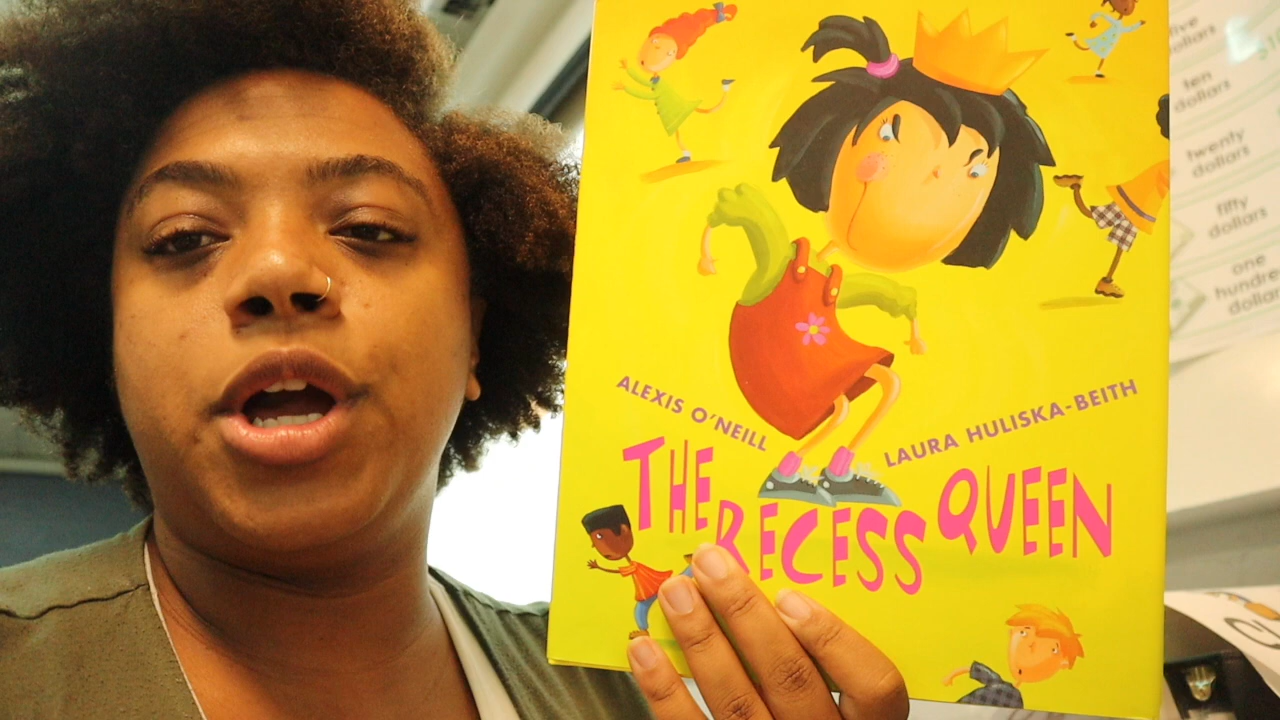 ALEXIS O'NEILL
LAURA HULISKA-BEITH
THE RECESS QUEEN
five
dollars
ten
dollars
twenty
dollars
fifty
dollars
one
hundred
dollars